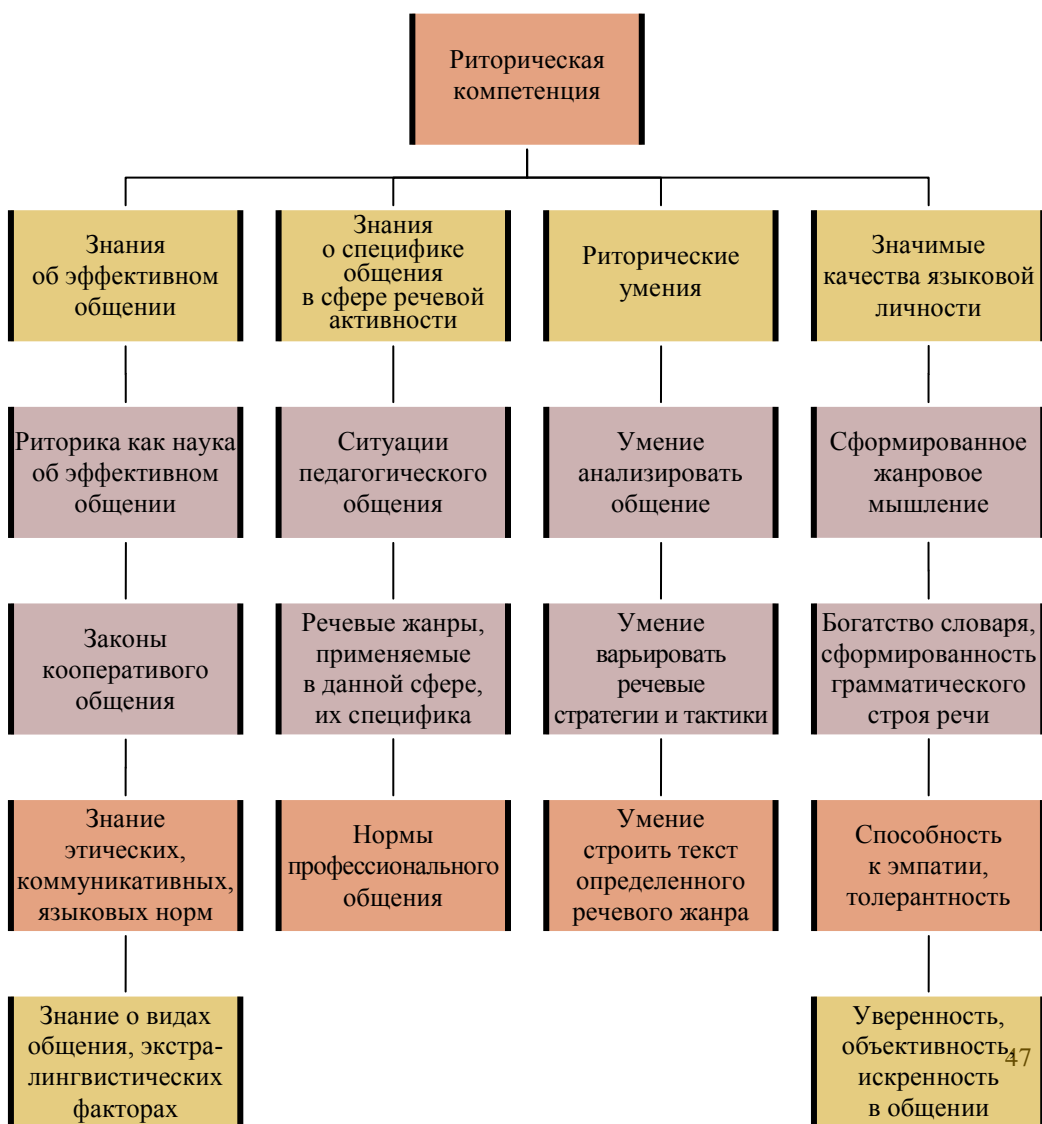 Риторическая
компетенция
Знания
об эффективном
общении
Знания
о специфике
общения
в сфере речевой
активности
Риторические
умения
Значимые
качества языковой
личности
Риторика как наука
об эффективном
общении
Ситуации
педагогического
общения
Умение
анализировать
общение
Сформированное
жанровое
мышление
Законы
кооперативого
общения
Речевые жанры,
применяемые
в данной сфере,
их специфика
Умение
варьировать
речевые
стратегии и тактики
Богатство словаря,
сформированность
грамматического
строя речи
Знание
этических,
коммуникативных,
языковых норм
Нормы
профессионального
общения
Умение
строить текст
определенного
речевого жанра
Способность
к эмпатии,
толерантность
Знание о видах
общения, экстра-
лингвистических
факторах
Уверенность,
объективность,
искренность
в общении
47